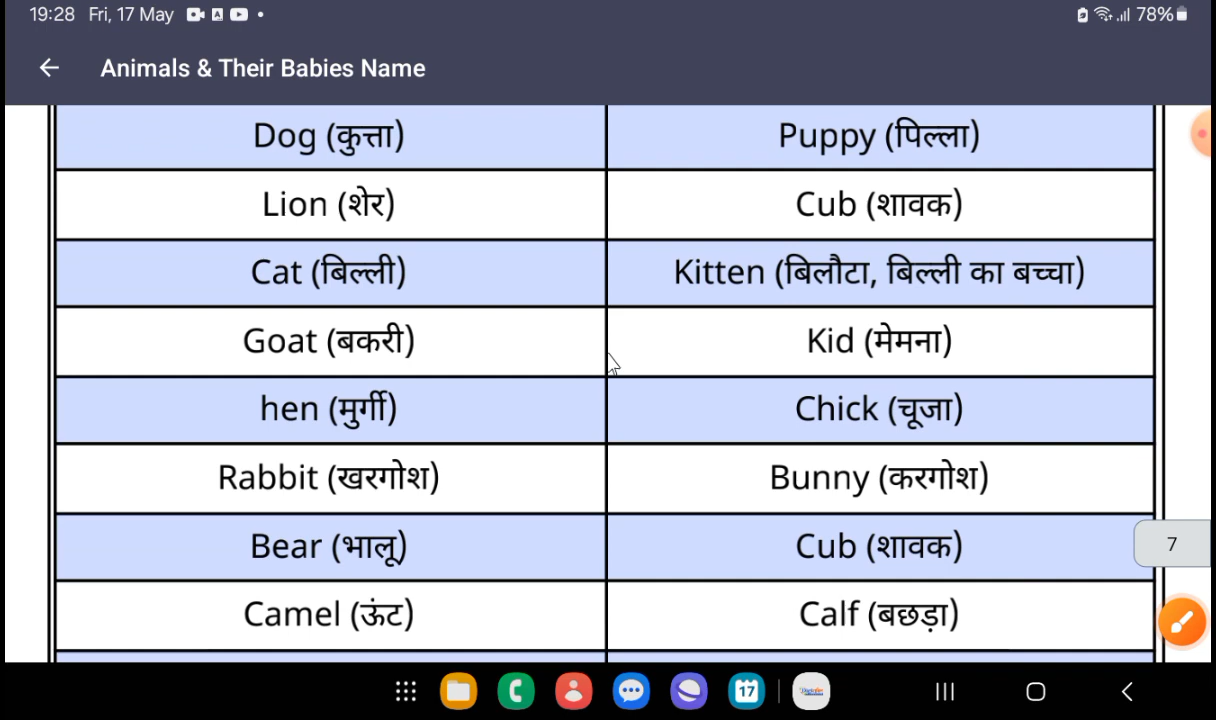 19:28 Fri, 17 May 78%
Animals & Their Babies Name
Dog (कुत्ता) Puppy (पिल्ला)
Lion (शेर) Cub (शावक)
Cat (बिल्ली) Kitten (बिलौटा, बिल्ली का बच्चा)
Goat (बकरी) Kid (मेमना)
hen (मुर्गी) Chick (चूजा)
Rabbit (खरगोश) Bunny (करगोश)
Bear (भालू) Cub (शावक)
7
Camel (ऊंट) Calf (बछड़ा)
17